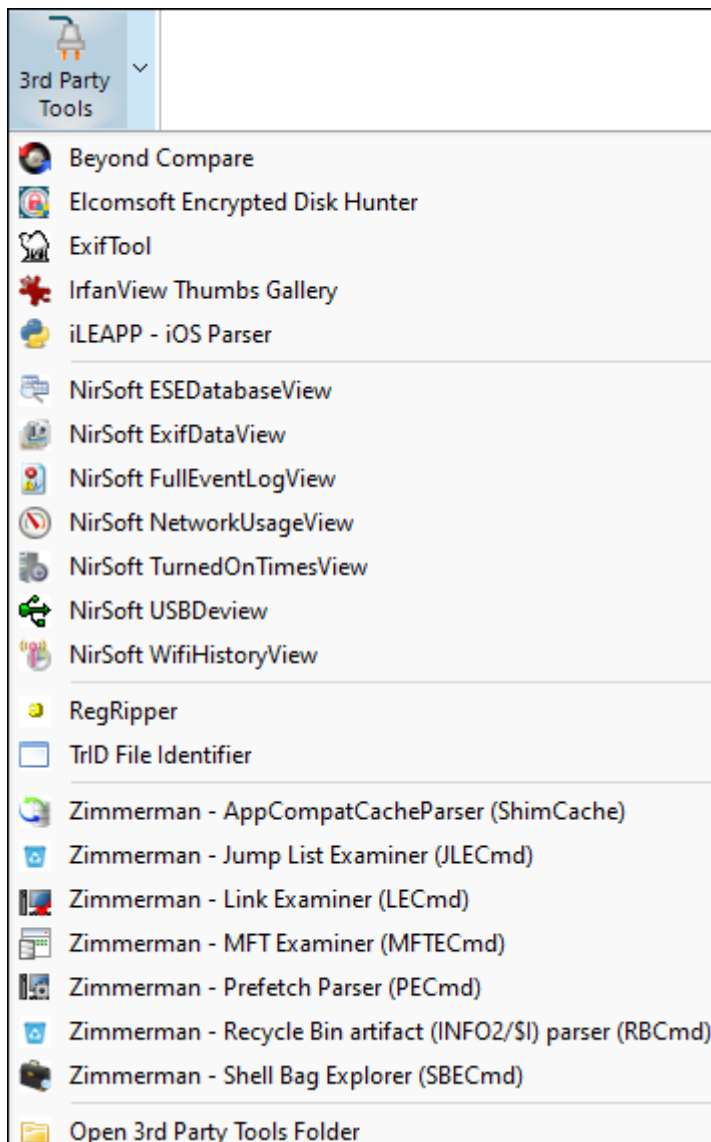 3rd Party
Tools
Beyond Compare
Elcomsoft Encrypted Disk Hunter
ExifTool
IrfanView Thumbs Gallery
iLEAPP - iOS Parser
NirSoft ESEDatabaseView
NirSoft ExifDataView
NirSoft FullEventLogView
NirSoft NetworkUsageView
NirSoft TurnedOnTimesView
NirSoft USBDeview
NirSoft WifiHistoryView
RegRipper
TrID File Identifier
Zimmerman - AppCompatCacheParser (ShimCache)
Zimmerman - Jump List Examiner (JLECmd)
Zimmerman - Link Examiner (LECmd)
Zimmerman - MFT Examiner (MFTECmd)
Zimmerman - Prefetch Parser (PECmd)
Zimmerman - Recycle Bin artifact (INFO2/$I) parser (RBCmd)
Zimmerman - Shell Bag Explorer (SBECmd)
Open 3rd Party Tools Folder